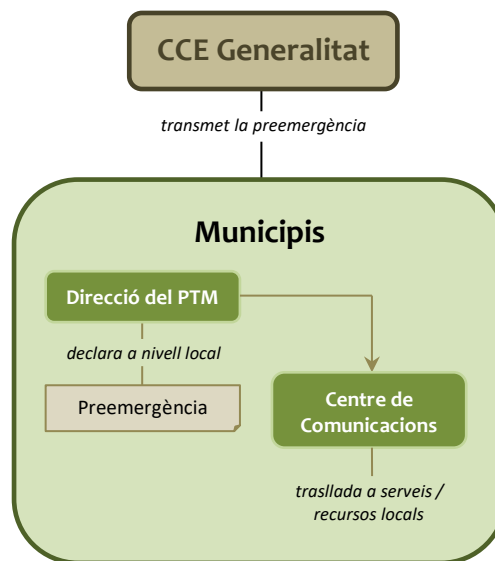 CCE Generalitat
transmet la preemergència
Municipis
Direcció del PTM
declara a nivell local
Preemergència
Centre de
Comunicacions
trasllada a serveis /
recursos locals